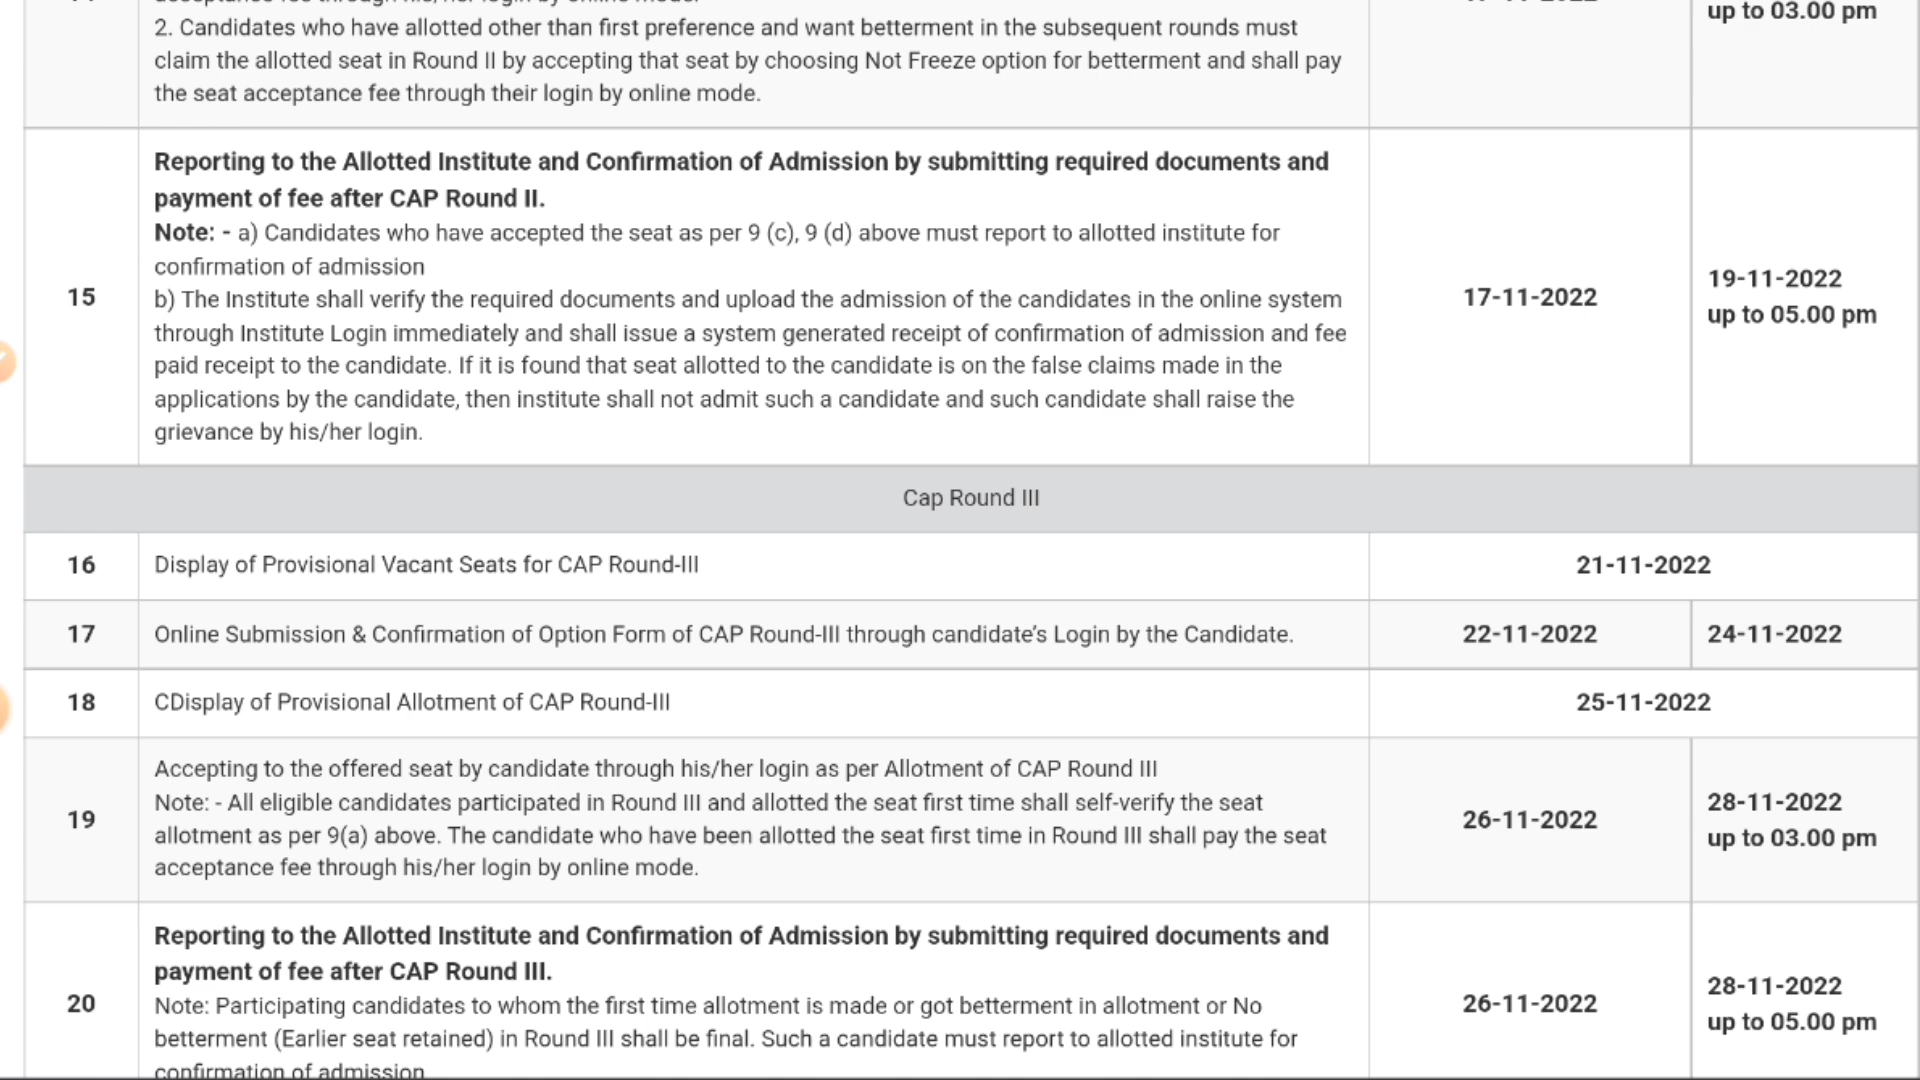 up to 03.00 pm
2. Candidates who have allotted other than first preference and want betterment in the subsequent rounds must
claim the allotted seat in Round II by accepting that seat by choosing Not Freeze option for betterment and shall pay
the seat acceptance fee through their login by online mode.
Reporting to the Allotted Institute and Confirmation of Admission by submitting required documents and
payment of fee after CAP Round II.
Note: - a) Candidates who have accepted the seat as per 9 (c), 9 (d) above must report to allotted institute for
confirmation of admission
b) The Institute shall verify the required documents and upload the admission of the candidates in the online system
through Institute Login immediately and shall issue a system generated receipt of confirmation of admission and fee
paid receipt to the candidate. If it is found that seat allotted to the candidate is on the false claims made in the
applications by the candidate, then institute shall not admit such a candidate and such candidate shall raise the
grievance by his/her login.
15
17-11-2022
19-11-2022
up to 05.00 pm
Cap Round III
16
Display of Provisional Vacant Seats for CAP Round-III
21-11-2022
17
Online Submission & Confirmation of Option Form of CAP Round-III through candidate's Login by the Candidate.
22-11-2022
24-11-2022
18
CDisplay of Provisional Allotment of CAP Round-III
25-11-2022
19
Accepting to the offered seat by candidate through his/her login as per Allotment of CAP Round III
Note: - All eligible candidates participated in Round III and allotted the seat first time shall self-verify the seat
allotment as per 9(a) above. The candidate who have been allotted the seat first time in Round III shall pay the seat
acceptance fee through his/her login by online mode.
26-11-2022
28-11-2022
up to 03.00 pm
20
Reporting to the Allotted Institute and Confirmation of Admission by submitting required documents and
payment of fee after CAP Round III.
Note: Participating candidates to whom the first time allotment is made or got betterment in allotment or No
betterment (Earlier seat retained) in Round III shall be final. Such a candidate must report to allotted institute for
confirmation of admission
26-11-2022
28-11-2022
up to 05.00 pm